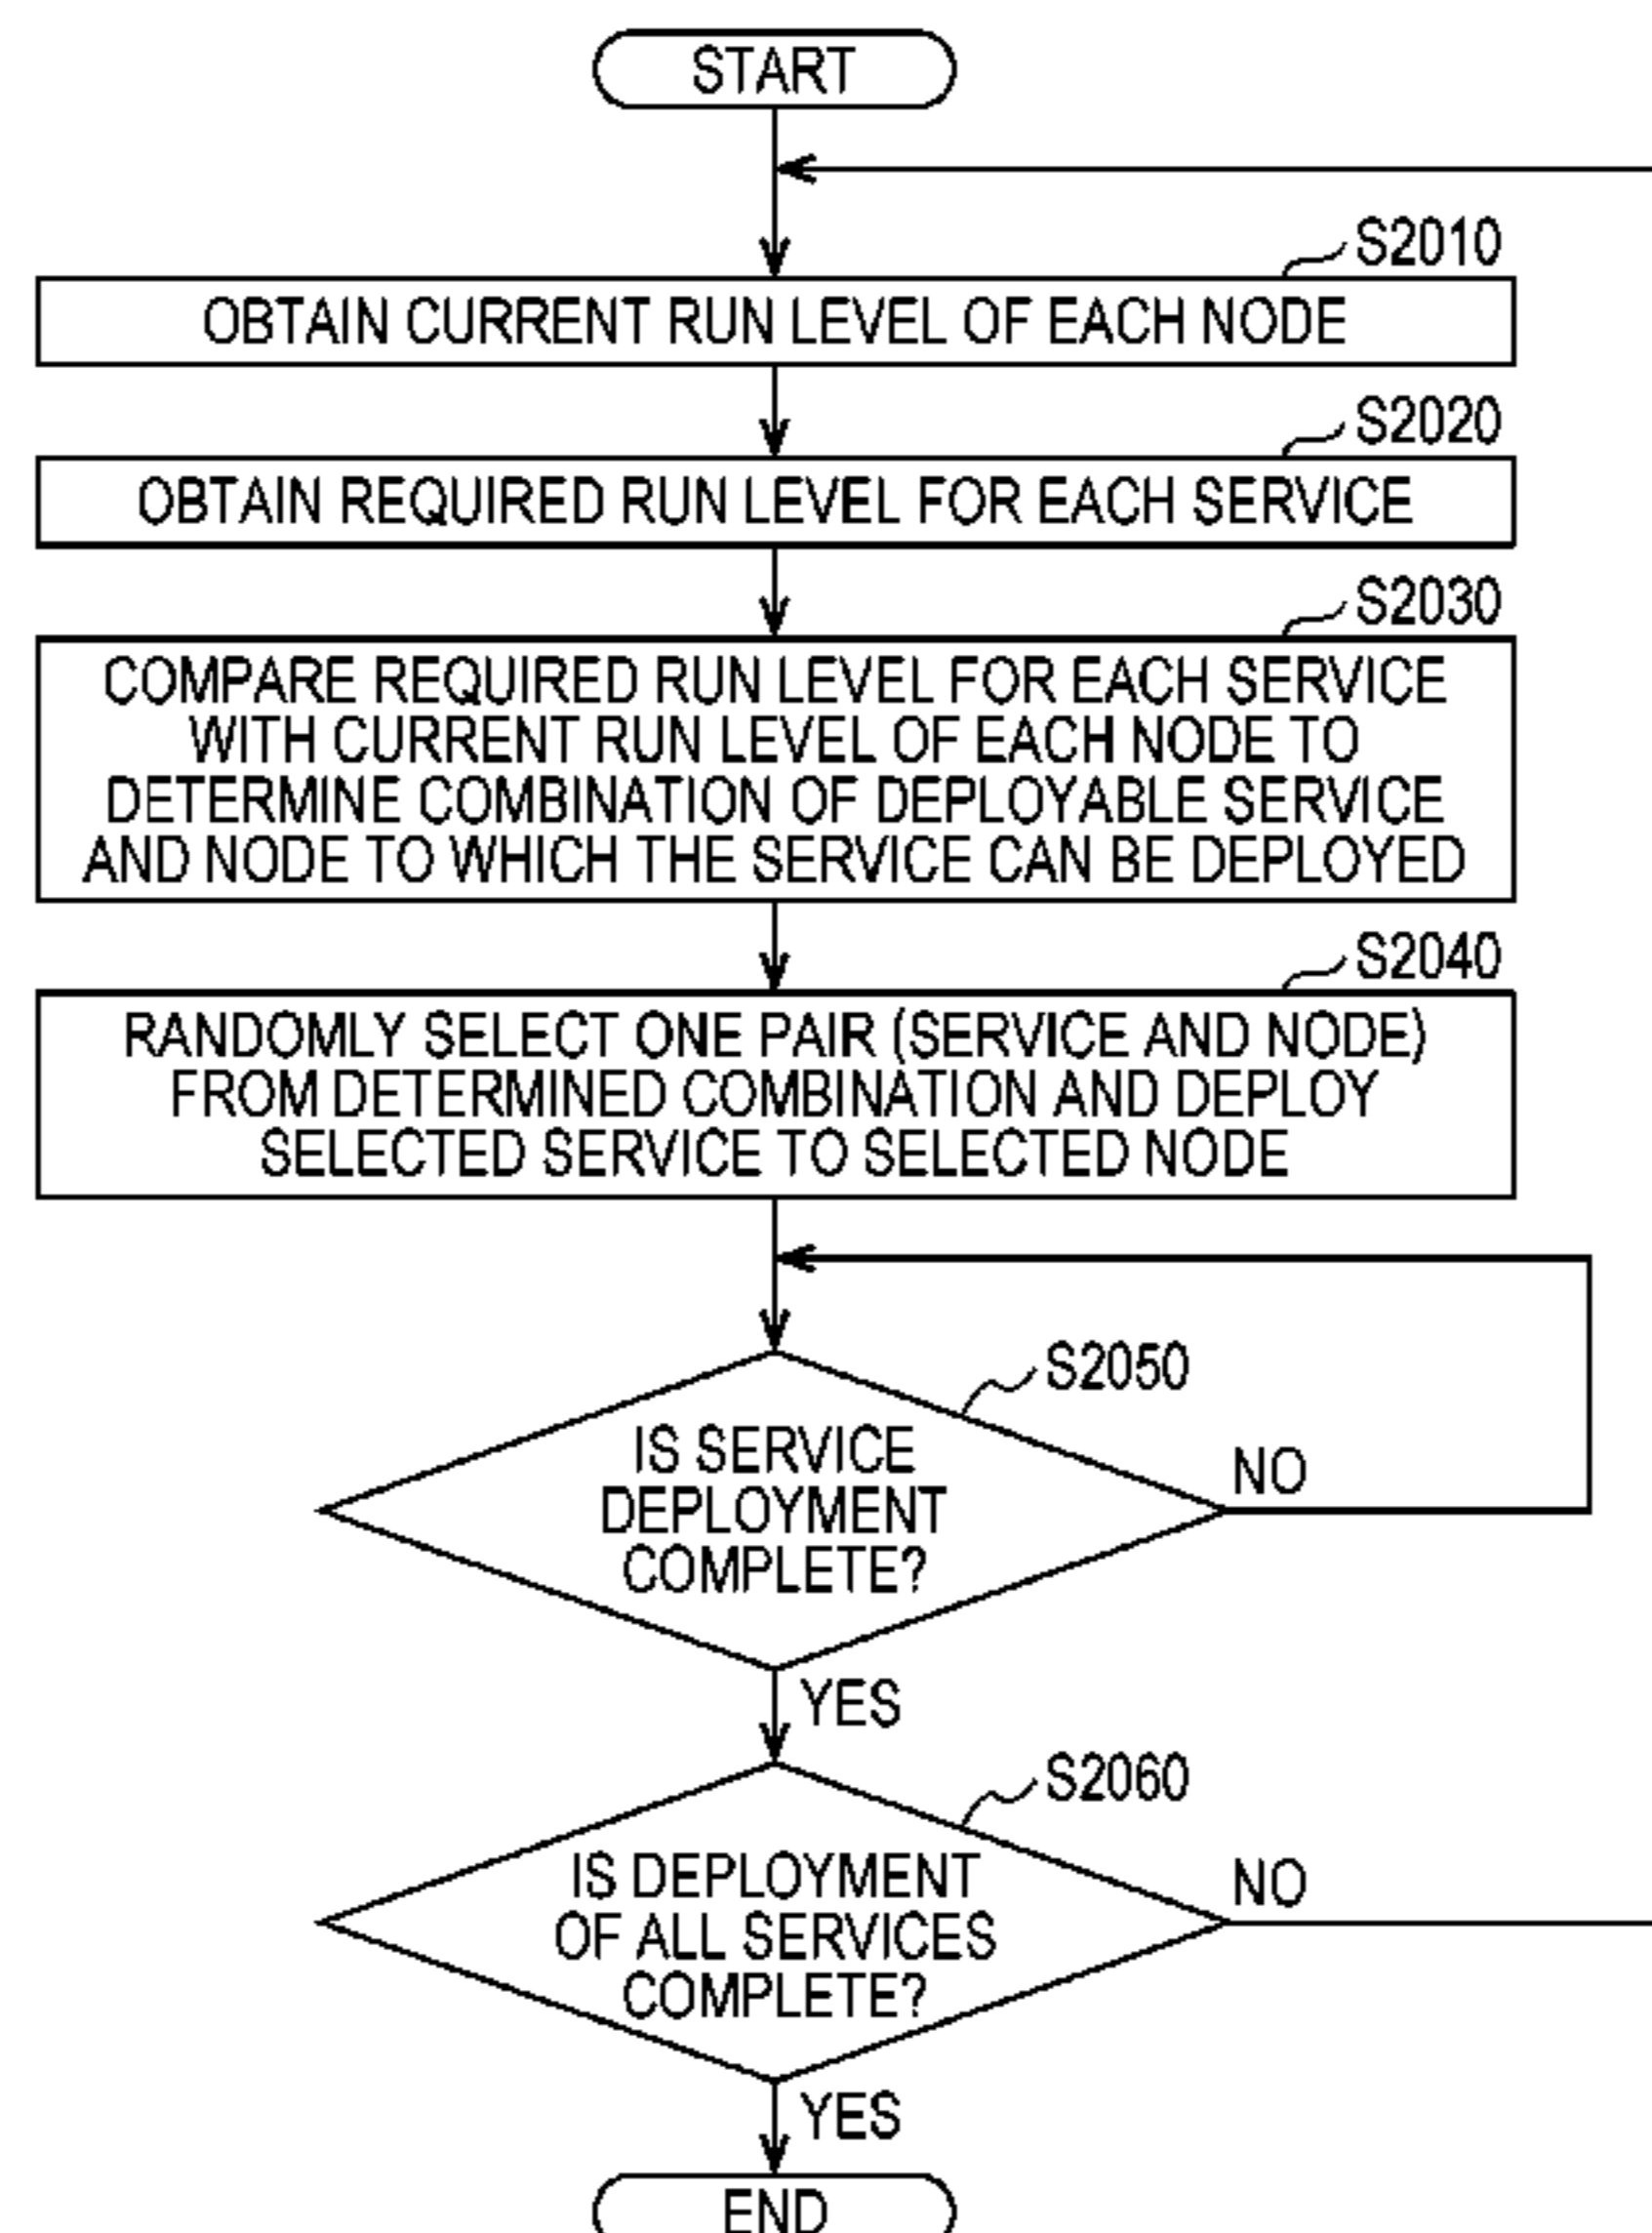 START
S2010
OBTAIN CURRENT RUN LEVEL OF EACH NODE
S2020
OBTAIN REQUIRED RUN LEVEL FOR EACH SERVICE
S2030
COMPARE REQUIRED RUN LEVEL FOR EACH SERVICE
WITH CURRENT RUN LEVEL OF EACH NODE TO
DETERMINE COMBINATION OF DEPLOYABLE SERVICE
AND NODE TO WHICH THE SERVICE CAN BE DEPLOYED
S2040
RANDOMLY SELECT ONE PAIR (SERVICE AND NODE)
FROM DETERMINED COMBINATION AND DEPLOY
SELECTED SERVICE TO SELECTED NODE
S2050
IS SERVICE
DEPLOYMENT
COMPLETE?
NO
YES
S2060
IS DEPLOYMENT
OF ALL SERVICES
COMPLETE?
NO
YES
END